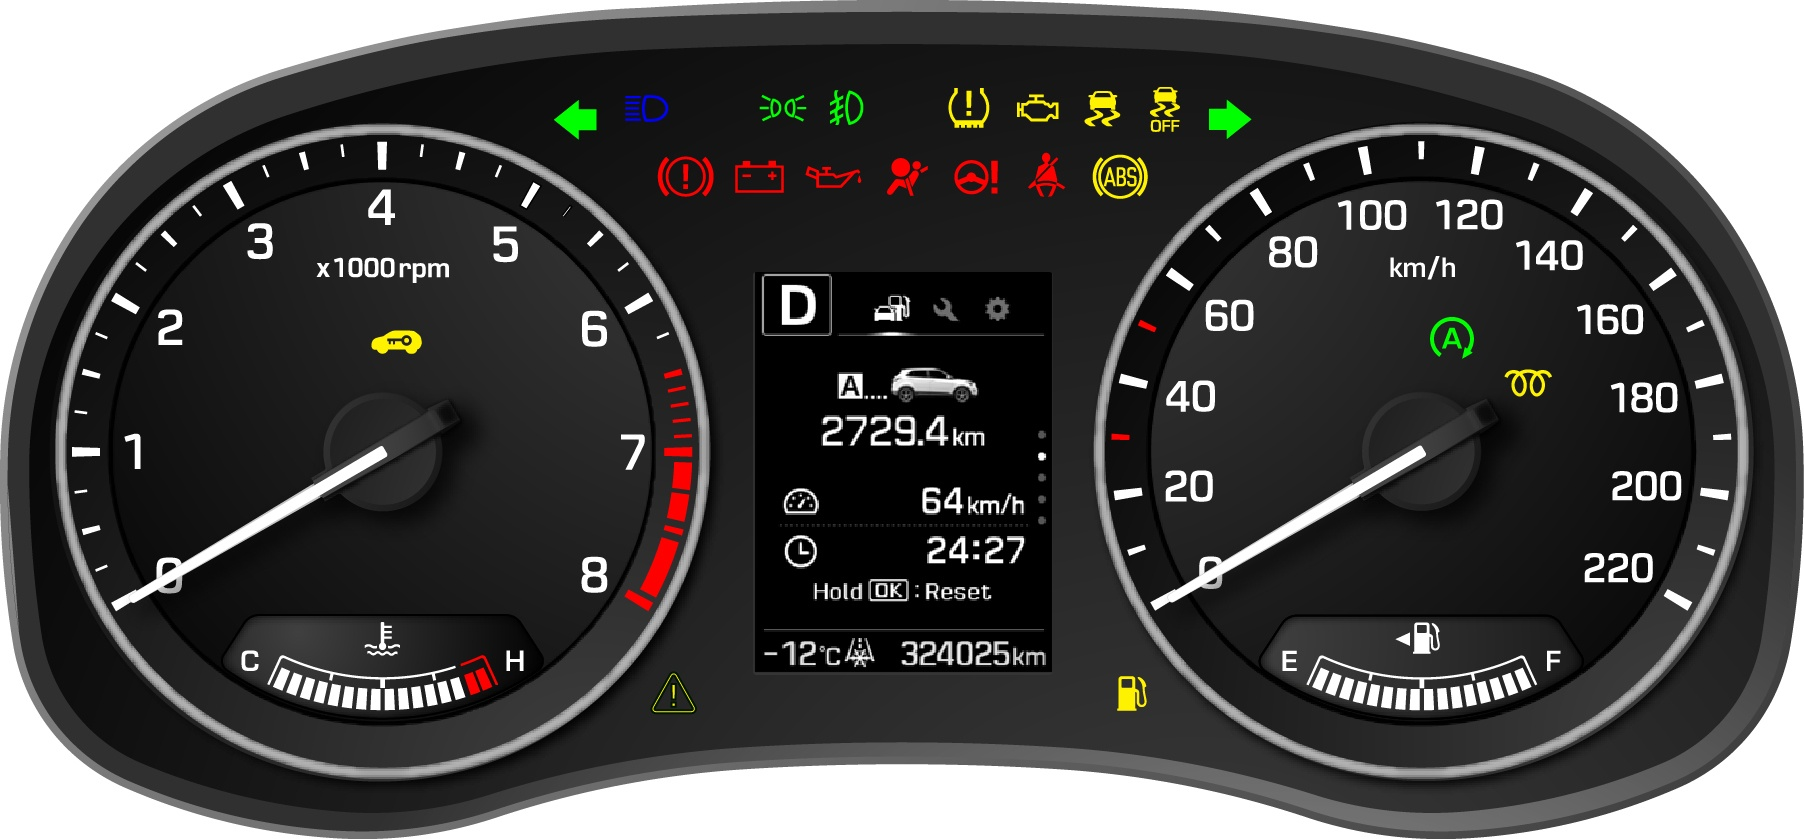 OFF
ABS
0
1
2
3
4
5
6
7
8
x1000rpm
C
H
D
A....
2729.4km
64km/h
24:27
Hold OK : Reset
-12°C
324025km
0
20
40
60
80
100
120
140
160
180
200
220
km/h
A
E
F